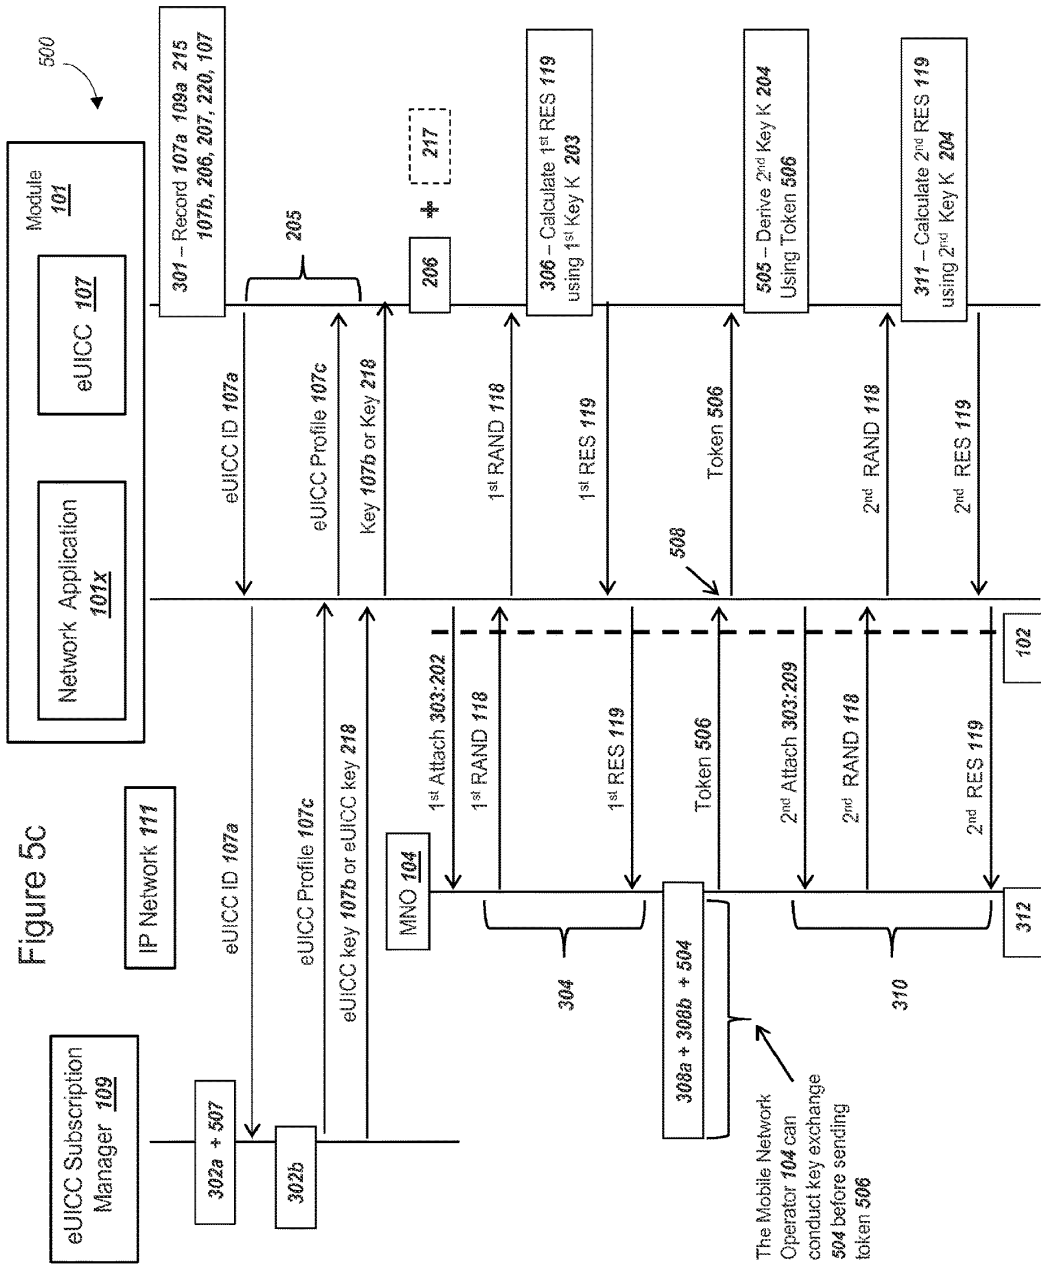 Figure 5c
500
eUICC Subscription
Manager 109
IP Network 111
Module
101
Network Application
101x
eUICC 107
301 – Record 107a 109a 215
107b, 206, 207, 220, 107
302a + 507
eUICC ID 107a
eUICC ID 107a
205
302b
eUICC Profile 107c
eUICC Profile 107c
eUICC key 107b or eUICC key 218
Key 107b or Key 218
MNO 104
206 + 217
1st Attach 303:202
1st RAND 118
1st RAND 118
306 – Calculate 1st RES 119
using 1st Key K 203
304
1st RES 119
1st RES 119
308a + 308b + 504
508
Token 506
Token 506
505 – Derive 2nd Key K 204
Using Token 506
The Mobile Network
Operator 104 can
conduct key exchange
504 before sending
token 506
2nd Attach 303:209
310
2nd RAND 118
2nd RAND 118
311 – Calculate 2nd RES 119
using 2nd Key K 204
2nd RES 119
2nd RES 119
312
102